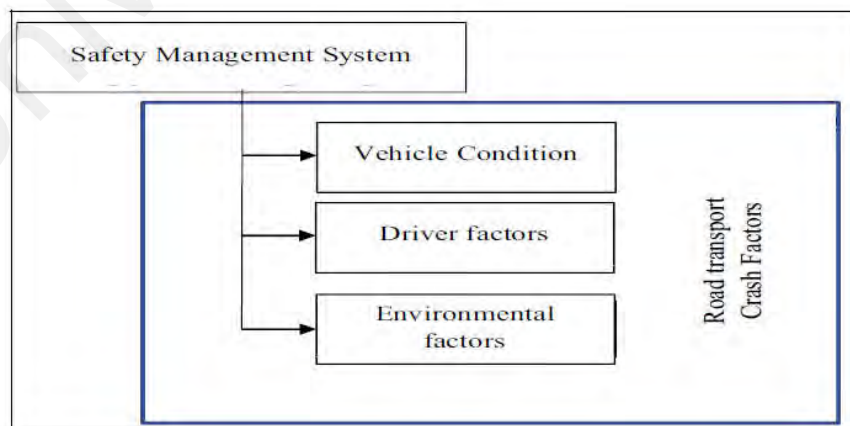 Safety Management System
Vehicle Condition
Driver factors
Environmental
factors
Road transport
Crash Factors